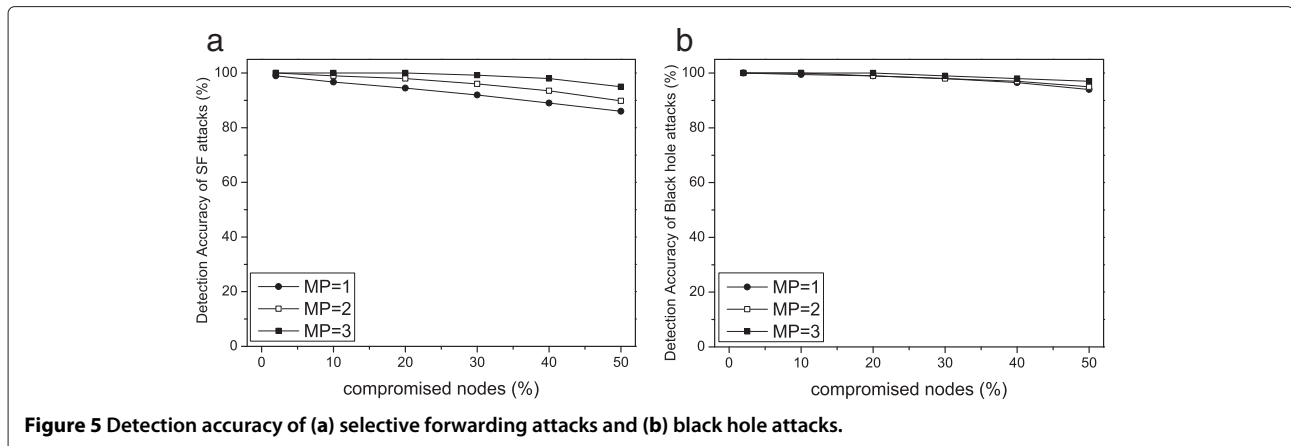 a
Detection Accuracy of SF attacks (%)
100
80
60
40
20
0
MP=1
MP=2
MP=3
0 10 20 30 40 50
compromised nodes (%)
b
Detection Accuracy of Black hole attacks (%)
100
80
60
40
20
0
MP=1
MP=2
MP=3
0 10 20 30 40 50
compromised nodes (%)
Figure 5 Detection accuracy of (a) selective forwarding attacks and (b) black hole attacks.